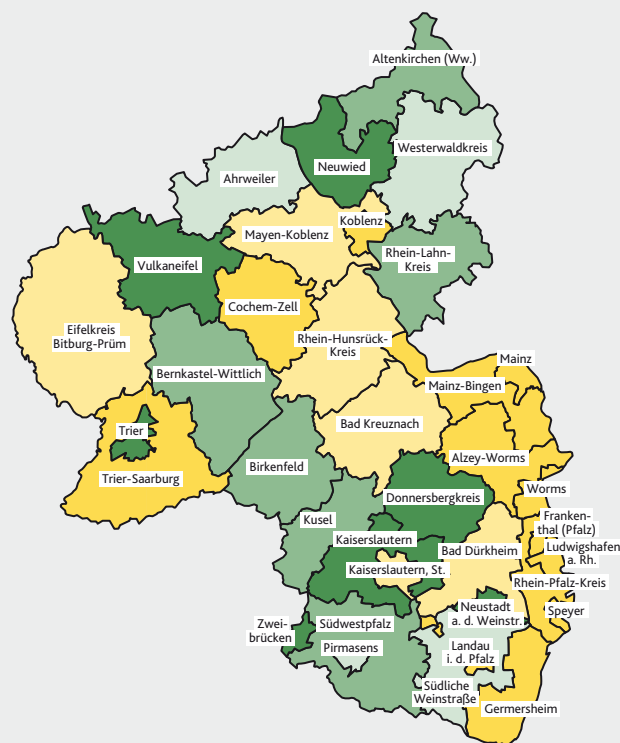 Altenkirchen (Ww.)
Westerwaldkreis
Neuwied
Ahrweiler
Koblenz
Mayen-Koblenz
Rhein-Lahn-
Kreis
Vulkaneifel
Cochem-Zell
Eifelkreis
Bitburg-Prüm
Rhein-Hunsrück-
Kreis
Mainz
Mainz-Bingen
Bernkastel-Wittlich
Bad Kreuznach
Trier
Alzey-Worms
Birkenfeld
Trier-Saarburg
Worms
Donnersbergkreis
Kusel
Franken-
thal (Pfalz)
Kaiserslautern
Bad Dürkheim
Ludwigshafen
a. Rh.
Kaiserslautern, St.
Rhein-Pfalz-Kreis
Neustadt
a. d. Weinstr.
Speyer
Zwei-
brücken
Südwestpfalz
Pirmasens
Landau
i. d. Pfalz
Südliche
Weinstraße
Germersheim